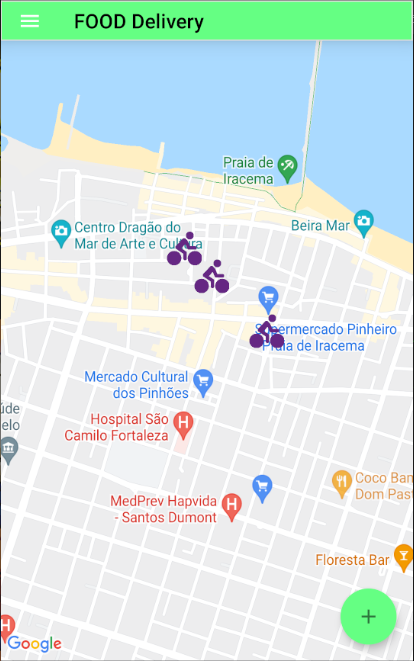 FOOD Delivery
Praia de
Iracema
Beira Mar
Centro Dragão do
Mar de Arte e Cultura
Supermercado Pinheiro
Praia de Iracema
Mercado Cultural
dos Pinhões
Hospital São
Camilo Fortaleza
H
úde
elo
Coco Bam
Dom Past
MedPrev Hapvida
- Santos Dumont
H
Floresta Bar
H
Google
+